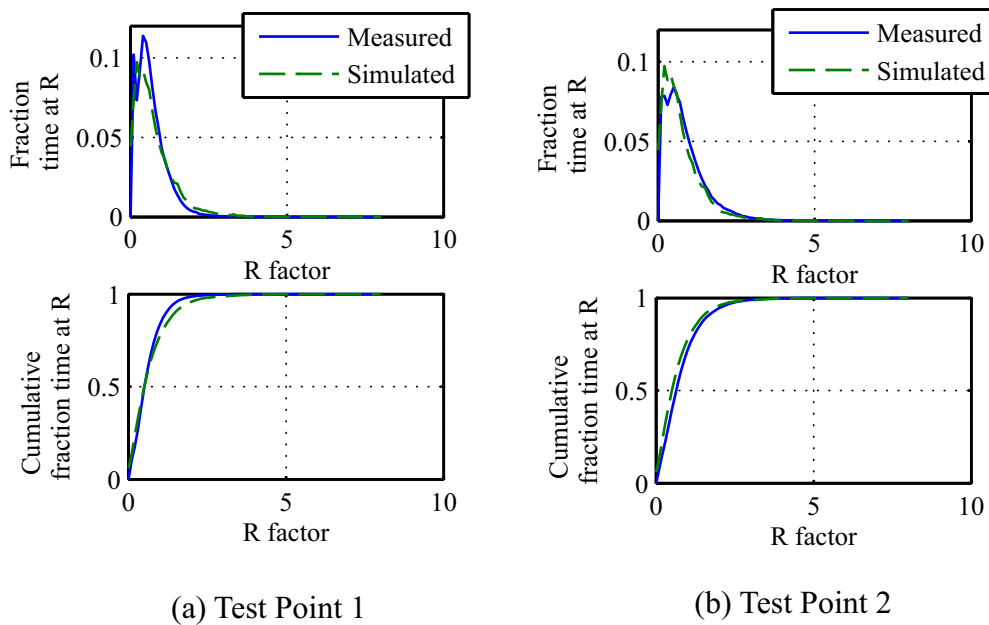 Measured
Simulated
0.1
0.05
0
Fraction
time at R
0
5
10
R factor
1
0.5
0
Cumulative
fraction time at R
0
5
10
R factor
(a) Test Point 1
Measured
Simulated
0.1
0.05
0
Fraction
time at R
0
5
10
R factor
1
0.5
0
Cumulative
fraction time at R
0
5
10
R factor
(b) Test Point 2